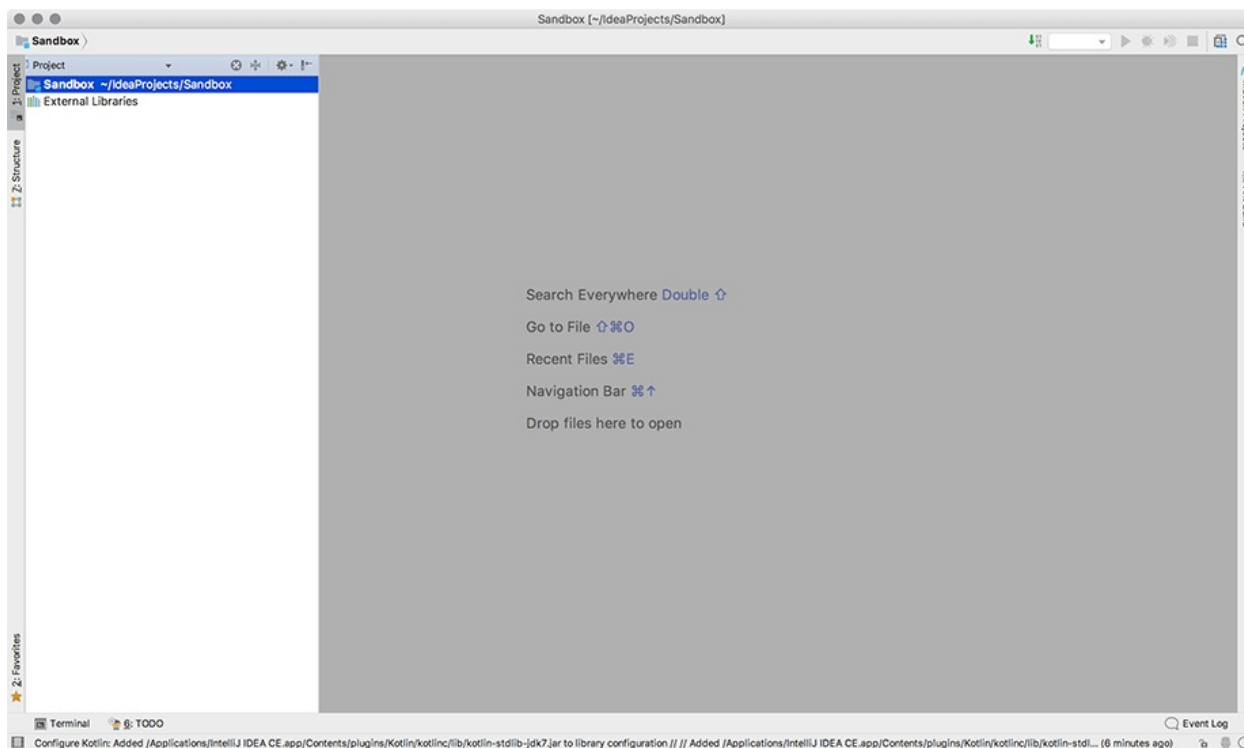 Sandbox [~/IdeaProjects/Sandbox]
Sandbox
Project
Sandbox ~/IdeaProjects/Sandbox
External Libraries
1: Project
7: Structure
Search Everywhere Double ⇧
Go to File ⇧⌘O
Recent Files ⌘E
Navigation Bar ⌘↑
Drop files here to open
2: Favorites
Terminal
6: TODO
Event Log
Configure Kotlin: Added /Applications/IntelliJ IDEA CE.app/Contents/plugins/Kotlin/kotlinc/lib/kotlin-stdlib-jdk7.jar to library configuration // // Added /Applications/IntelliJ IDEA CE.app/Contents/plugins/Kotlin/kotlinc/lib/kotlin-stdl... (6 minutes ago)